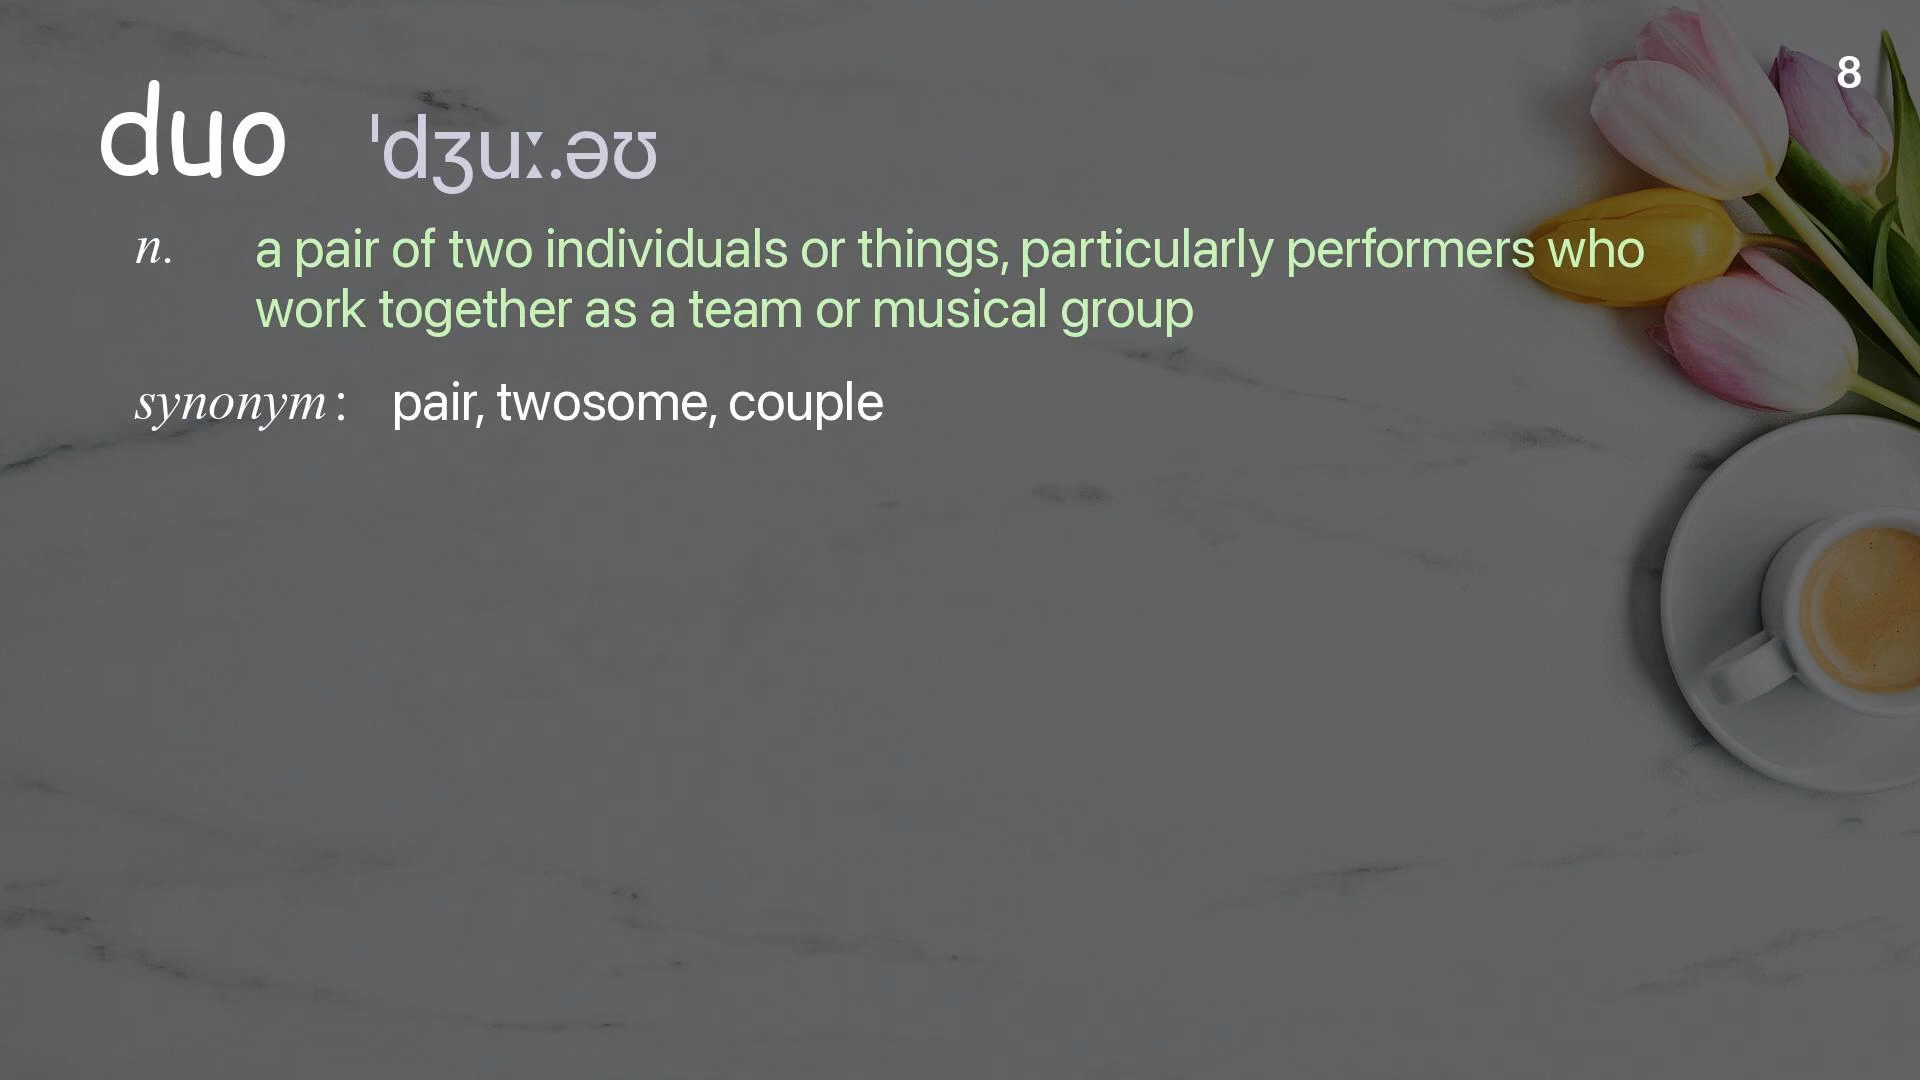 8
duo ˈdʒuː.əʊ
n. a pair of two individuals or things, particularly performers who
work together as a team or musical group
synonym : pair, twosome, couple